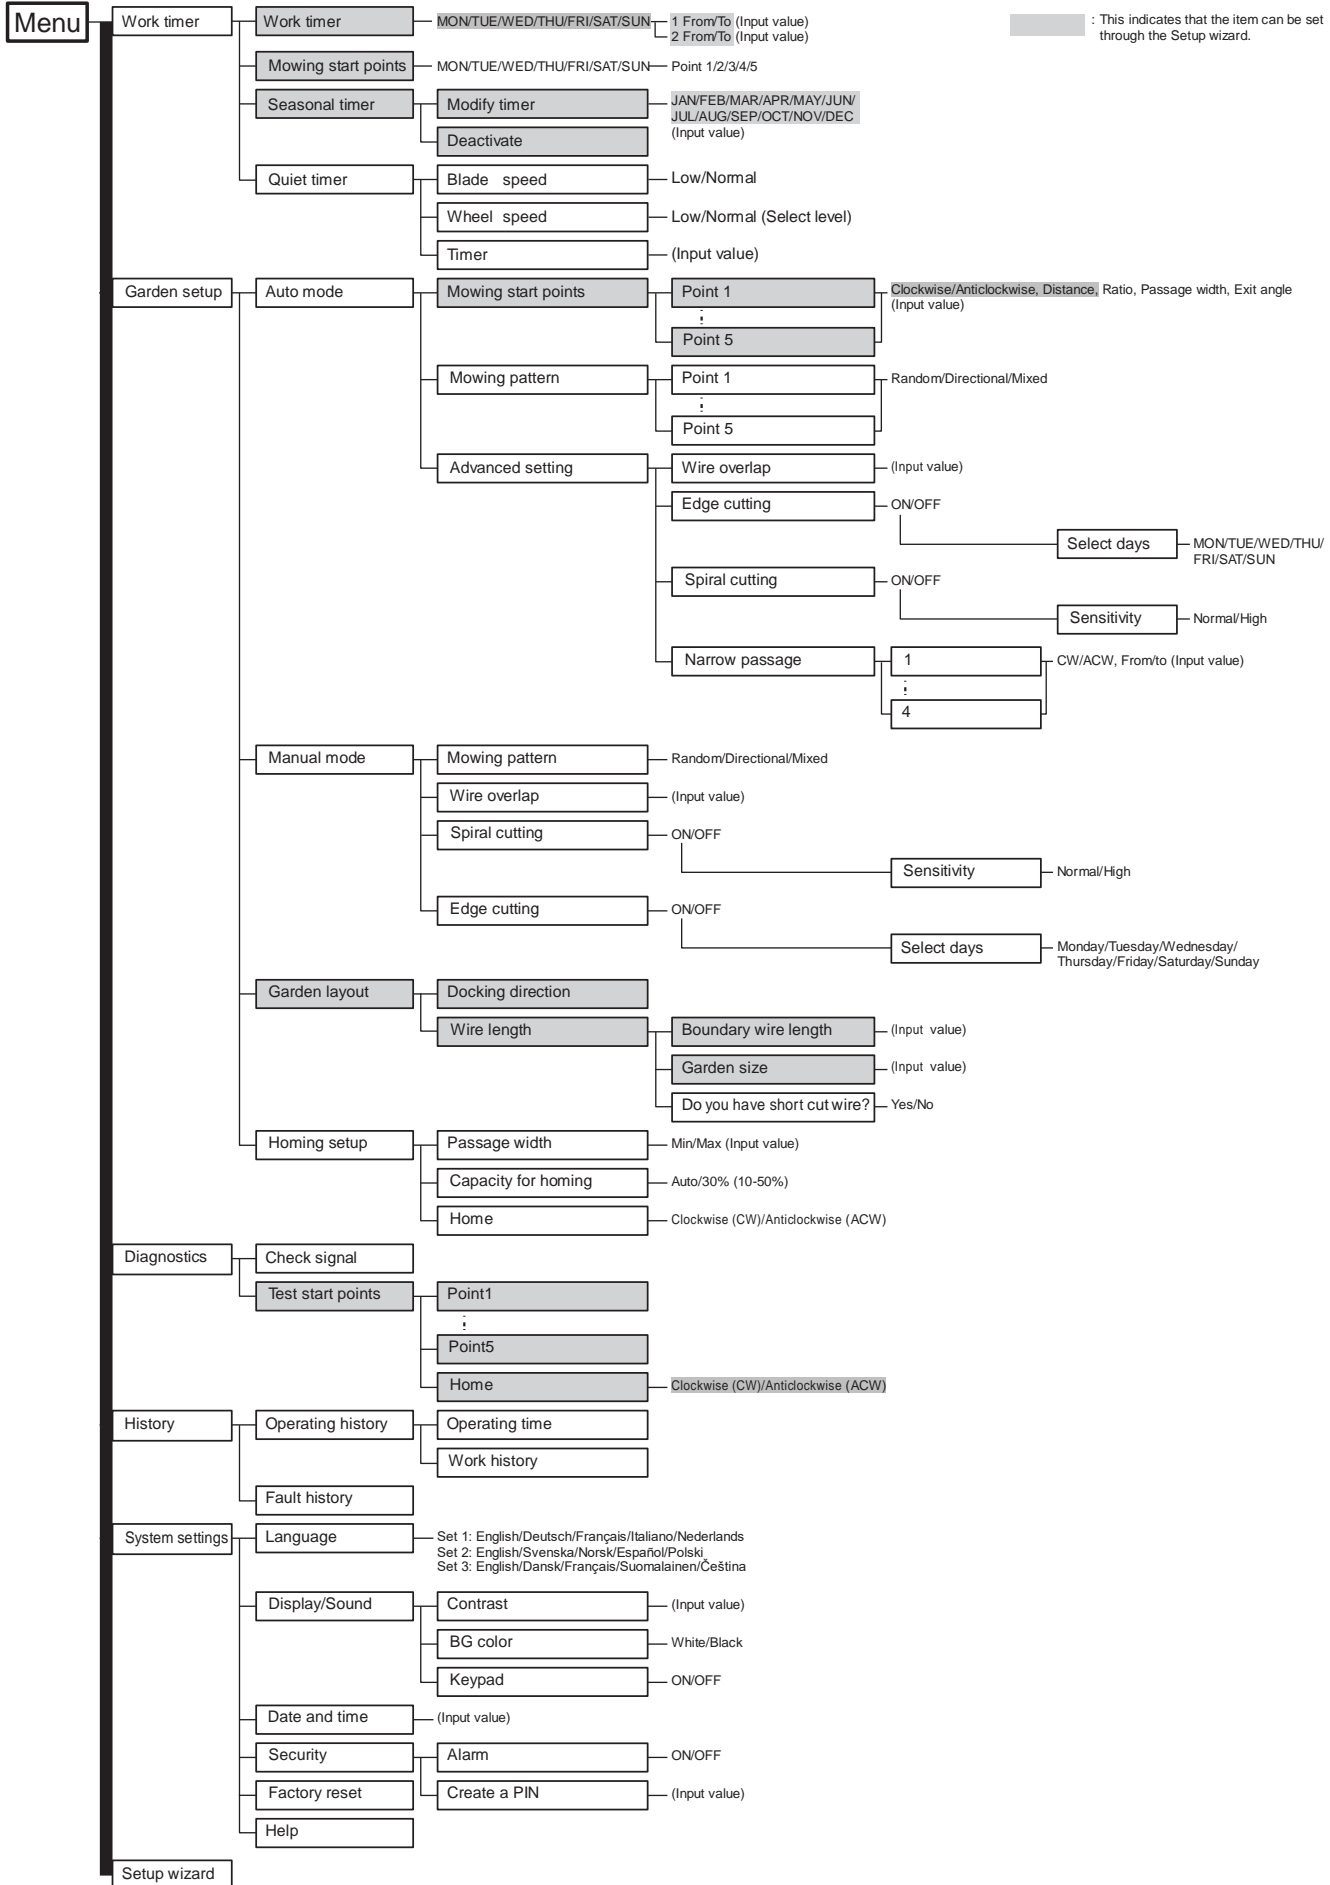 Menu
Work timer
Work timer
MON/TUE/WED/THU/FRI/SAT/SUN
1 From/To (Input value)
2 From/To (Input value)
: This indicates that the item can be set
through the Setup wizard.
Mowing start points
MON/TUE/WED/THU/FRI/SAT/SUN
Point 1/2/3/4/5
Seasonal timer
Modify timer
JAN/FEB/MAR/APR/MAY/JUN/
JUL/AUG/SEP/OCT/NOV/DEC
(Input value)
Deactivate
Quiet timer
Blade speed
Low/Normal
Wheel speed
Low/Normal (Select level)
Timer
(Input value)
Garden setup
Auto mode
Mowing start points
Point 1
Clockwise/Anticlockwise, Distance, Ratio, Passage width, Exit angle
(Input value)
Point 5
Mowing pattern
Point 1
Random/Directional/Mixed
Point 5
Advanced setting
Wire overlap
(Input value)
Edge cutting
ON/OFF
Select days
MON/TUE/WED/THU/
FRI/SAT/SUN
Spiral cutting
ON/OFF
Sensitivity
Normal/High
Narrow passage
1
CW/ACW, From/to (Input value)
4
Manual mode
Mowing pattern
Random/Directional/Mixed
Wire overlap
(Input value)
Spiral cutting
ON/OFF
Sensitivity
Normal/High
Edge cutting
ON/OFF
Select days
Monday/Tuesday/Wednesday/
Thursday/Friday/Saturday/Sunday
Garden layout
Docking direction
Wire length
Boundary wire length
(Input value)
Garden size
(Input value)
Do you have short cut wire?
Yes/No
Homing setup
Passage width
Min/Max (Input value)
Capacity for homing
Auto/30% (10-50%)
Home
Clockwise (CW)/Anticlockwise (ACW)
Diagnostics
Check signal
Test start points
Point1
Point5
Home
Clockwise (CW)/Anticlockwise (ACW)
History
Operating history
Operating time
Work history
Fault history
System settings
Language
Set 1: English/Deutsch/Français/Italiano/Nederlands
Set 2: English/Svenska/Norsk/Español/Polski
Set 3: English/Dansk/Français/Suomalainen/Čeština
Display/Sound
Contrast
(Input value)
BG color
White/Black
Keypad
ON/OFF
Date and time
(Input value)
Security
Alarm
ON/OFF
Factory reset
Create a PIN
(Input value)
Help
Setup wizard